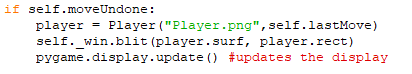 if self.moveUndone:
    player = Player("Player.png",self.lastMove)
    self._win.blit(player.surf, player.rect)
    pygame.display.update() #updates the display